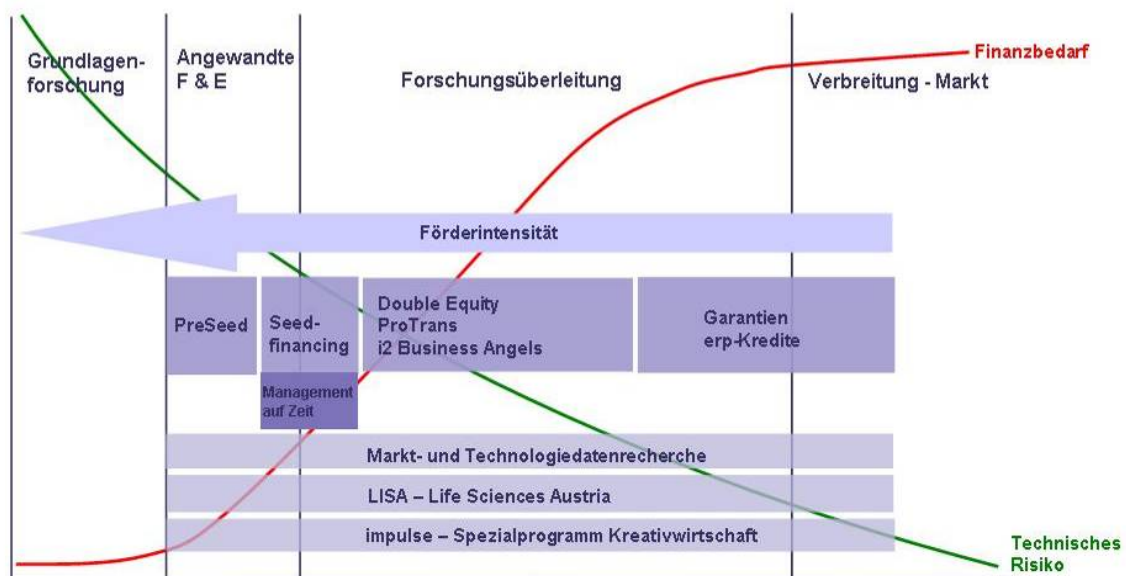 Grundlagen-
forschung
Angewandte
F & E
Forschungsüberleitung
Verbreitung - Markt
Finanzbedarf
Förderintensität
PreSeed
Seed-
financing
Management
auf Zeit
Double Equity
ProTrans
i2 Business Angels
Garantien
erp-Kredite
Markt- und Technologiedatenrecherche
LISA – Life Sciences Austria
impulse – Spezialprogramm Kreativwirtschaft
Technisches
Risiko